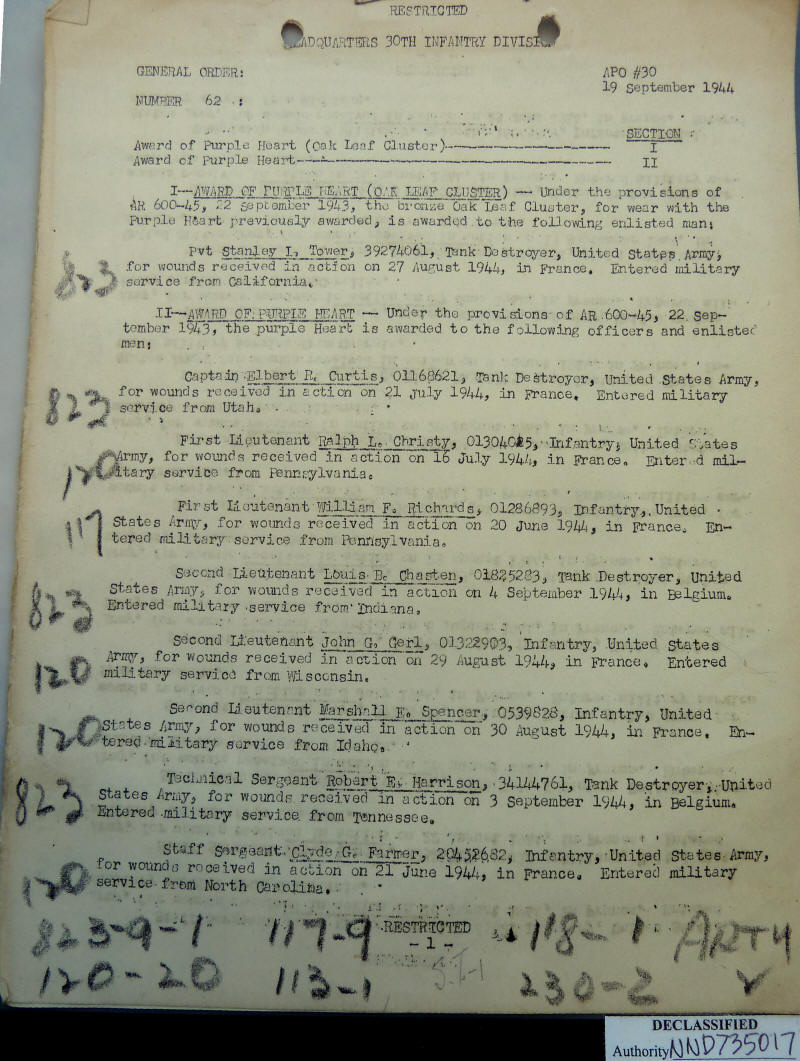 RESTRICTED
HEADQUARTERS 30TH INFANTRY DIVISION
GENERAL ORDER: APO #30
19 September 1944
NUMBER 62 :
SECTION
Award of Purple Heart (Oak Leaf Cluster)-------------------- I
Award of Purple Heart---------------------------------------- II
I--AWARD OF PURPLE HEART (OAK LEAF CLUSTER) -- Under the provisions of
AR 600-45, 22 September 1943, the bronze Oak Leaf Cluster, for wear with the
Purple Heart previously awarded, is awarded to the following enlisted man:
Pvt Stanley I. Tower, 39274061, Tank Destroyer, United States Army,
823 for wounds received in action on 27 August 1944, in France. Entered military
service from California.
II--AWARD OF PURPLE HEART -- Under the provisions of AR 600-45, 22 Sep-
tember 1943, the purple Heart is awarded to the following officers and enlisted
men:
Captain Elbert R. Curtis, 01168621, Tank Destroyer, United States Army,
823 for wounds received in action on 21 July 1944, in France. Entered military
service from Utah.
First Lieutenant Ralph L. Christy, Infantry, United States
120 Army, for wounds received in action on 16 July 1944, in France. Entered mil-
itary service from Pennsylvania.
First Lieutenant William F. Richards, 01286893, Infantry, United
117 States Army, for wounds received in action on 20 June 1944, in France. En-
tered military service from Pennsylvania.
Second Lieutenant Louis B. Chasten, 01825283, Tank Destroyer, United
823 States Army, for wounds received in action on 4 September 1944, in Belgium.
Entered military service from Indiana.
Second Lieutenant John G. Gerl, 01322903, Infantry, United States
120 Army, for wounds received in action on 29 August 1944, in France. Entered
military service from Wisconsin.
Second Lieutenant Marshall E. Spencer, 0539828, Infantry, United
120 States Army, for wounds received in action on 30 August 1944, in France. En-
tered military service from Idaho.
Technical Sergeant Robert E. Harrison, 34144761, Tank Destroyer, United
823 States Army, for wounds received in action on 3 September 1944, in Belgium.
Entered military service from Tennessee.
Staff Sergeant Clyde G. Farmer, 20452682, Infantry, United States Army,
120 for wounds received in action on 21 June 1944, in France. Entered military
service from North Carolina.
823-9-1 117-9 RESTRICTED 118-1 ARTY
- 1 -
120-20 113-1 230-2
DECLASSIFIED
Authority NND735017